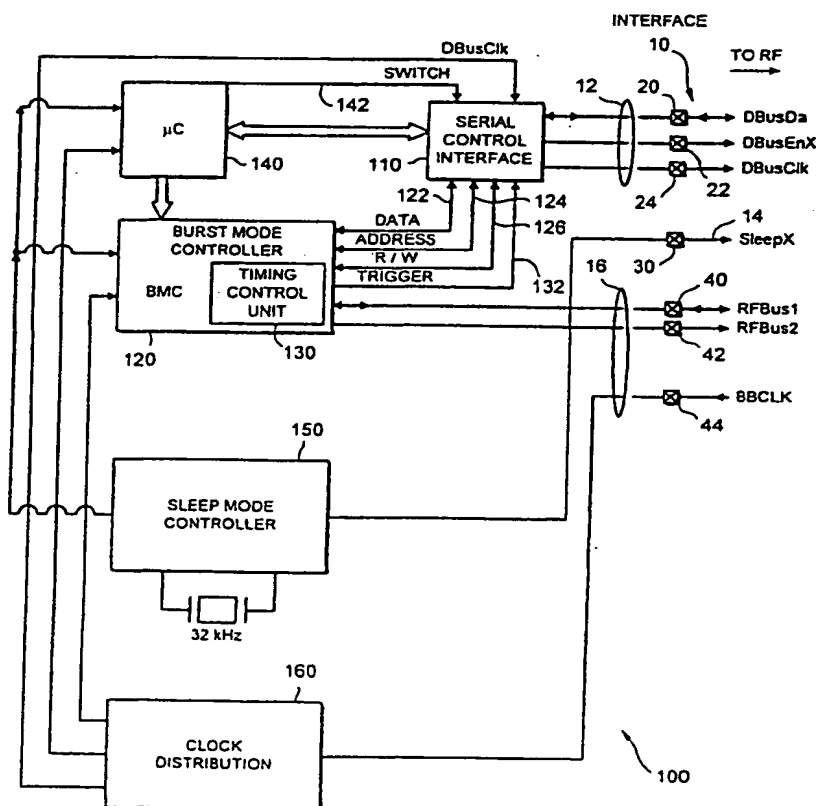 INTERFACE
10
TO RF
DBusClk
SWITCH
142
12
20
µC
140
SERIAL
CONTROL
INTERFACE
110
DBusDa
DBusEnX
22
DBusClk
24
122
124
126
DATA
ADDRESS
R / W
TRIGGER
132
BURST MODE
CONTROLLER
BMC
TIMING
CONTROL
UNIT
120
130
14
SleepX
30
16
40
RFBus1
RFBus2
42
BBCLK
44
150
SLEEP MODE
CONTROLLER
32 kHz
160
CLOCK
DISTRIBUTION
100